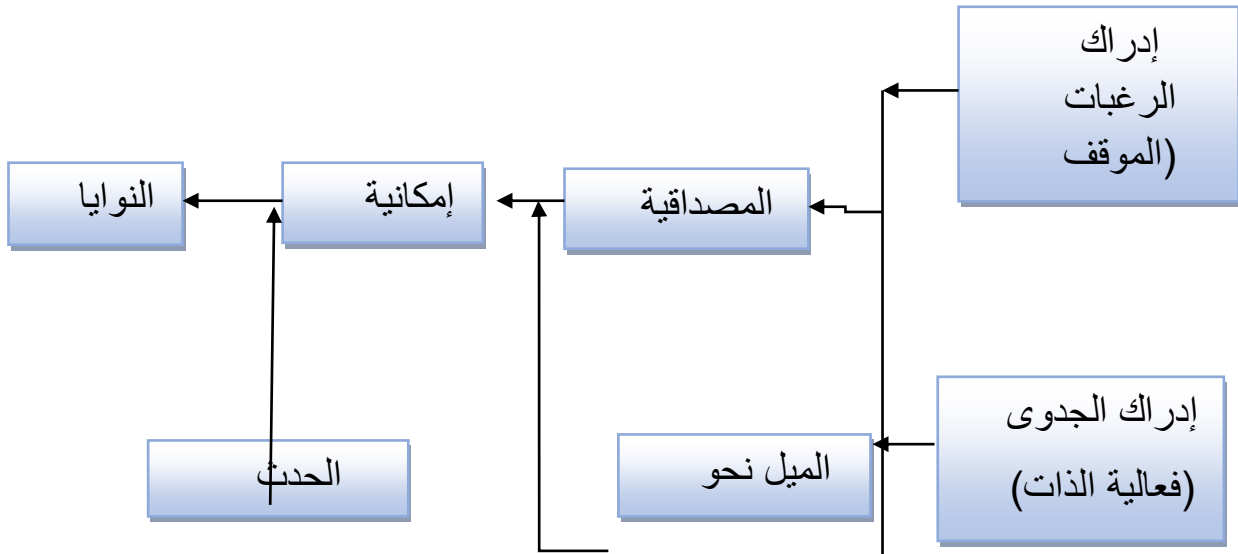 إدراك
الرغبات
(الموقف
النوايا
إمكانية
المصداقية
إدراك الجدوى
(فعالية الذات)
الميل نحو
الحدث